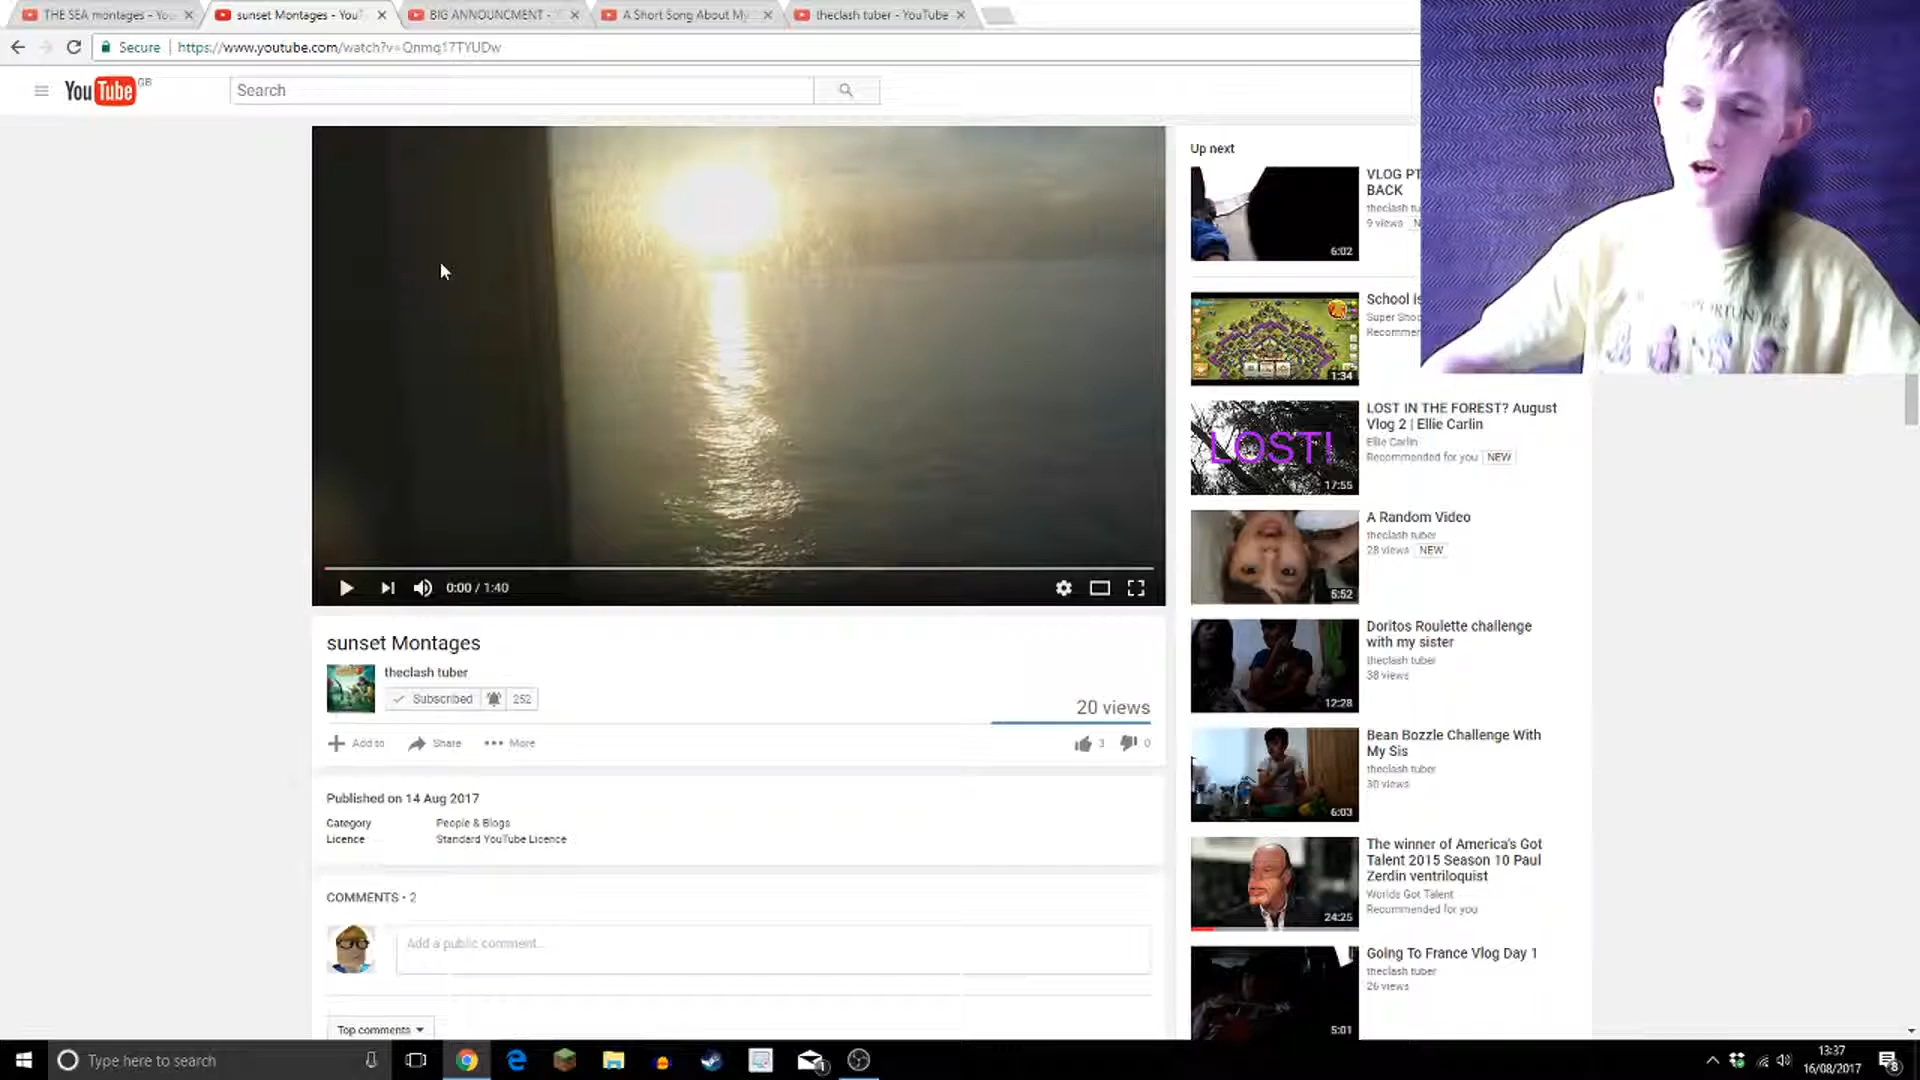 THE SEA montages - You
sunset Montages - YouT
BIG ANNOUNCMENT - 
A Short Song About My
theclash tuber - YouTube
Secure
https://www.youtube.com/watch?v=Qnmq17TYUDw
YouTube GB
Search
Up next
VLOG PT
BACK
theclash tu
9 views N
6:02
School is
Super Shoc
Recommer
1:34
LOST IN THE FOREST? August
Vlog 2 | Ellie Carlin
Ellie Carlin
Recommended for you NEW
LOST!
17:55
A Random Video
theclash tuber
28 views NEW
5:52
Doritos Roulette challenge
with my sister
theclash tuber
38 views
12:28
Bean Bozzle Challenge With
My Sis
theclash tuber
30 views
6:03
The winner of America's Got
Talent 2015 Season 10 Paul
Zerdin ventriloquist
Worlds Got Talent
Recommended for you
24:25
Going To France Vlog Day 1
theclash tuber
26 views
5:01
0:00 / 1:40
sunset Montages
theclash tuber
Subscribed 252
20 views
Add to Share More
3 0
Published on 14 Aug 2017
Category People & Blogs
Licence Standard YouTube Licence
COMMENTS • 2
Add a public comment...
Top comments
Type here to search
13:37
16/08/2017
8